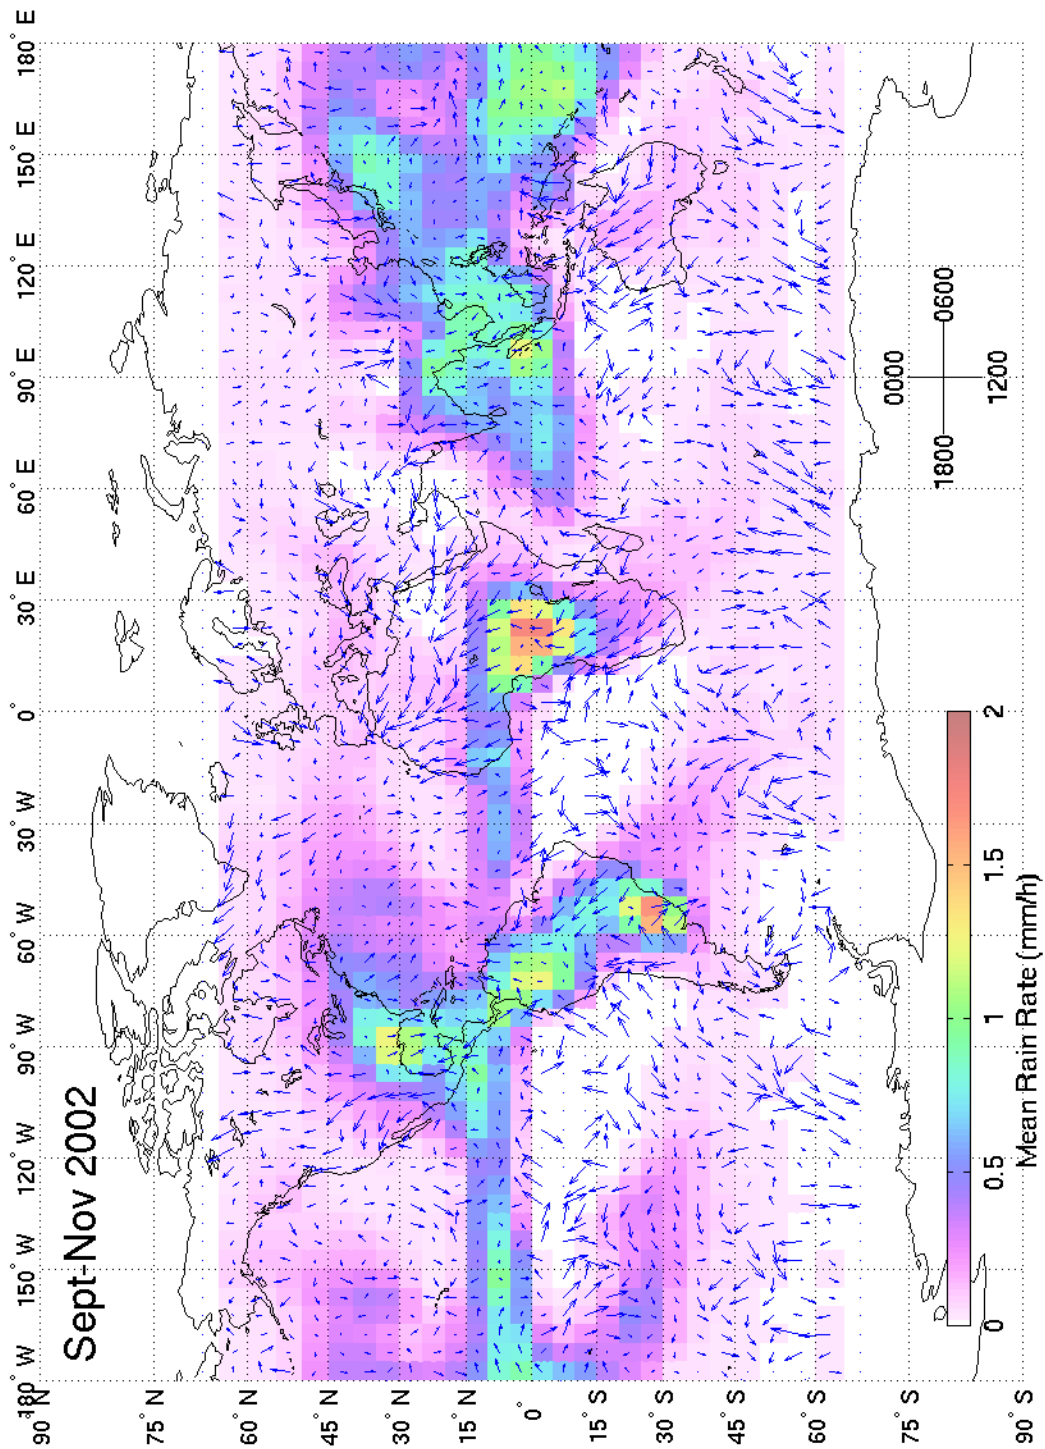 Sept-Nov 2002
90° N
75° N
60° N
45° N
30° N
15° N
0°
15° S
30° S
45° S
60° S
75° S
90° S
180° W
150° W
120° W
90° W
60° W
30° W
0°
30° E
60° E
90° E
120° E
150° E
180° E
0000
0600
1200
1800
0
0.5
1
1.5
2
Mean Rain Rate (mm/h)